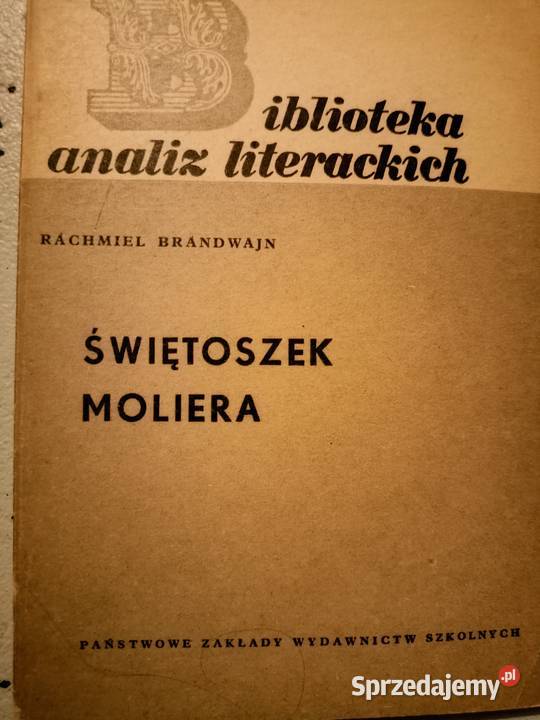 Biblioteka
analiz literackich
RACHMIEL BRANDWAJN
ŚWIĘTOSZEK
MOLIERA
PAŃSTWOWE ZAKŁADY WYDAWNICTW SZKOLNYCH
Sprzedajemy.pl